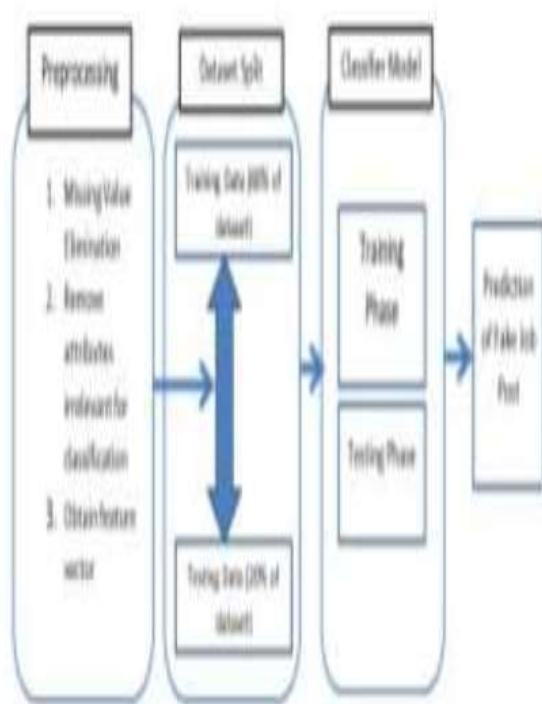 Preprocessing
1. Missing Value
Elimination
2. Remove
attributes
irrelevant for
classification
3. Obtain feature
vector
Dataset Split
Training Data (80% of
dataset)
Testing Data (20% of
dataset)
Classifier Model
Training
Phase
Testing Phase
Prediction
of Fake Job
Post